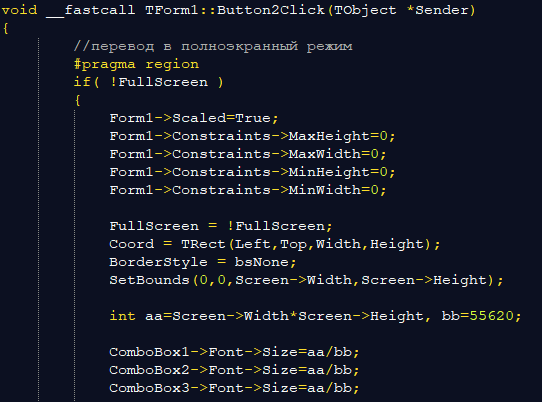 void __fastcall TForm1::Button2Click(TObject *Sender)
{
//перевод в полноэкранный режим
#pragma region
if( !FullScreen )
{
Form1->Scaled=True;
Form1->Constraints->MaxHeight=0;
Form1->Constraints->MaxWidth=0;
Form1->Constraints->MinHeight=0;
Form1->Constraints->MinWidth=0;
FullScreen = !FullScreen;
Coord = TRect(Left,Top,Width,Height);
BorderStyle = bsNone;
SetBounds(0,0,Screen->Width,Screen->Height);
int aa=Screen->Width*Screen->Height, bb=55620;
ComboBox1->Font->Size=aa/bb;
ComboBox2->Font->Size=aa/bb;
ComboBox3->Font->Size=aa/bb;